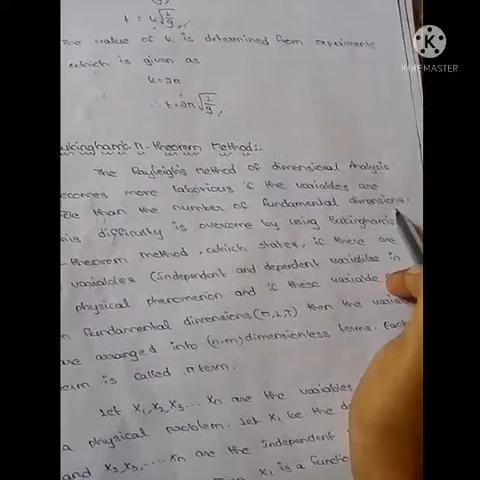 t = k√l/g
The value of k is determined from experiments
which is given as
k = 2π
∴ t = 2π√l/g
Buckingham's π-theorem Method:-
The Rayleigh's method of dimensional Analysis
becomes more laborious if the variables are
than the number of fundamental dimensions.
This difficulty is overcome by using Buckingham's
-theorem method, which states, if there are
variables (independent and dependent variables in
physical phenomenon and if these variable
fundamental dimensions (M,L,T) then the variab
are arranged into (n-m) dimensionless terms. Each
term is called π term.
Let X1, X2, X3 ... Xn are the variables
a physical problem. Let X1 be the d
and X2, X3, .... Xn are the independent
X1 is a functio
KINEMASTER